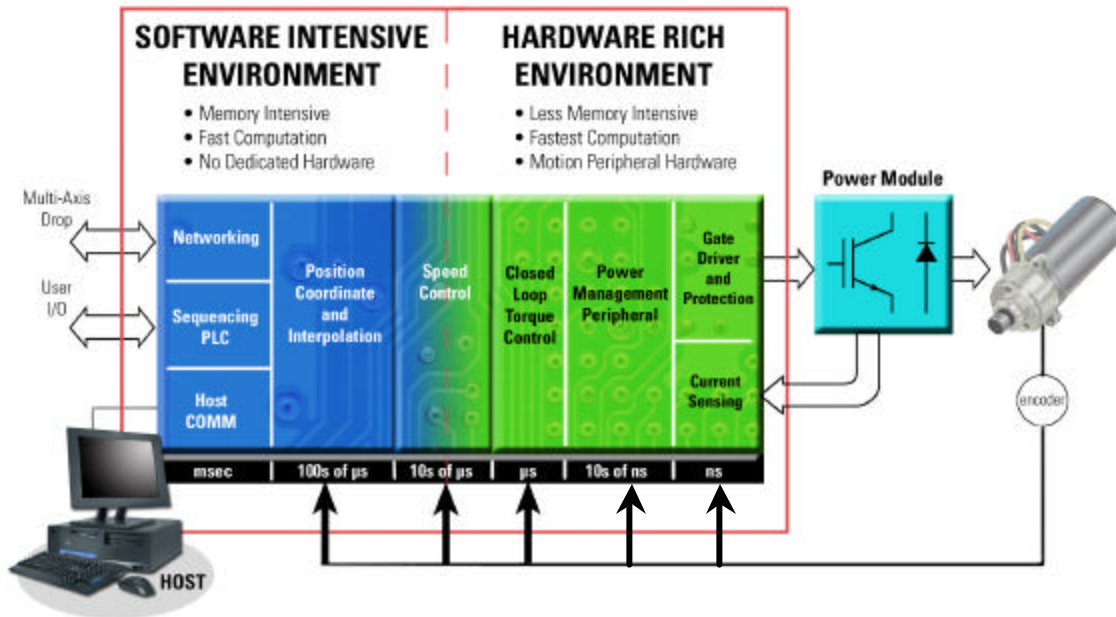 SOFTWARE INTENSIVE
ENVIRONMENT
• Memory Intensive
• Fast Computation
• No Dedicated Hardware
HARDWARE RICH
ENVIRONMENT
• Less Memory Intensive
• Fastest Computation
• Motion Peripheral Hardware
Multi-Axis
Drop
User
I/O
Networking
Sequencing
PLC
Host
COMM
Position
Coordinate
and
Interpolation
Speed
Control
Closed
Loop
Torque
Control
Power
Management
Peripheral
Gate
Driver
and
Protection
Current
Sensing
Power Module
encoder
msec
100s of µs
10s of µs
µs
10s of ns
ns
HOST